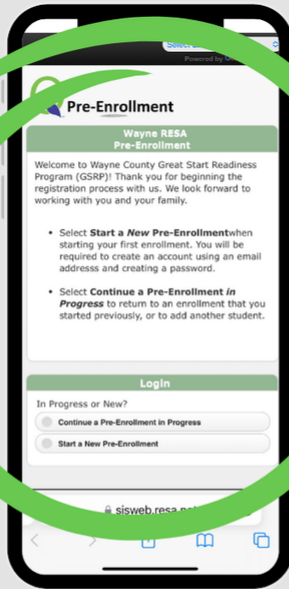 Powered by
Pre-Enrollment
Wayne RESA
Pre-Enrollment
Welcome to Wayne County Great Start Readiness
Program (GSRP)! Thank you for beginning the
registration process with us. We look forward to
working with you and your family.
• Select Start a New Pre-Enrollmentwhen
starting your first enrollment. You will be
required to create an account using an email
addresss and creating a password.
• Select Continue a Pre-Enrollment in
Progress to return to an enrollment that you
started previously, or to add another student.
Login
In Progress or New?
Continue a Pre-Enrollment in Progress
Start a New Pre-Enrollment
sisweb.resa.